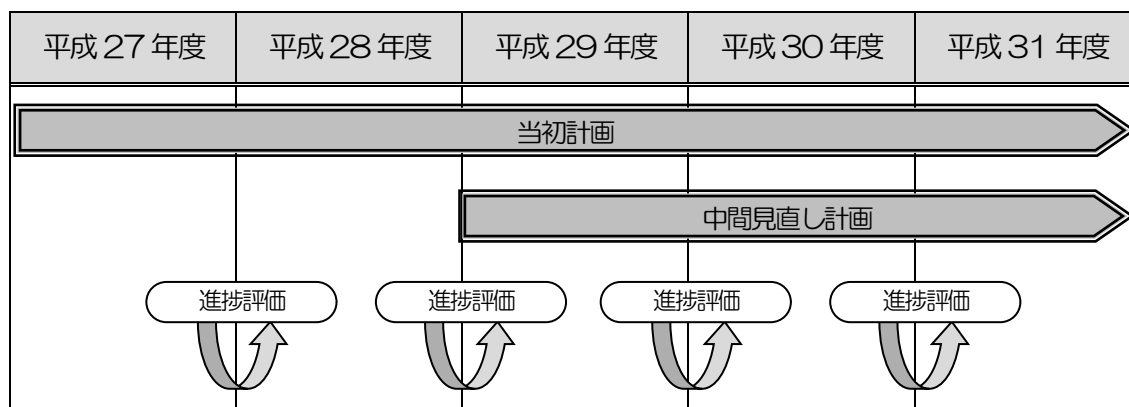 平成27年度 平成28年度 平成29年度 平成30年度 平成31年度
当初計画
中間見直し計画
進捗評価 進捗評価 進捗評価 進捗評価